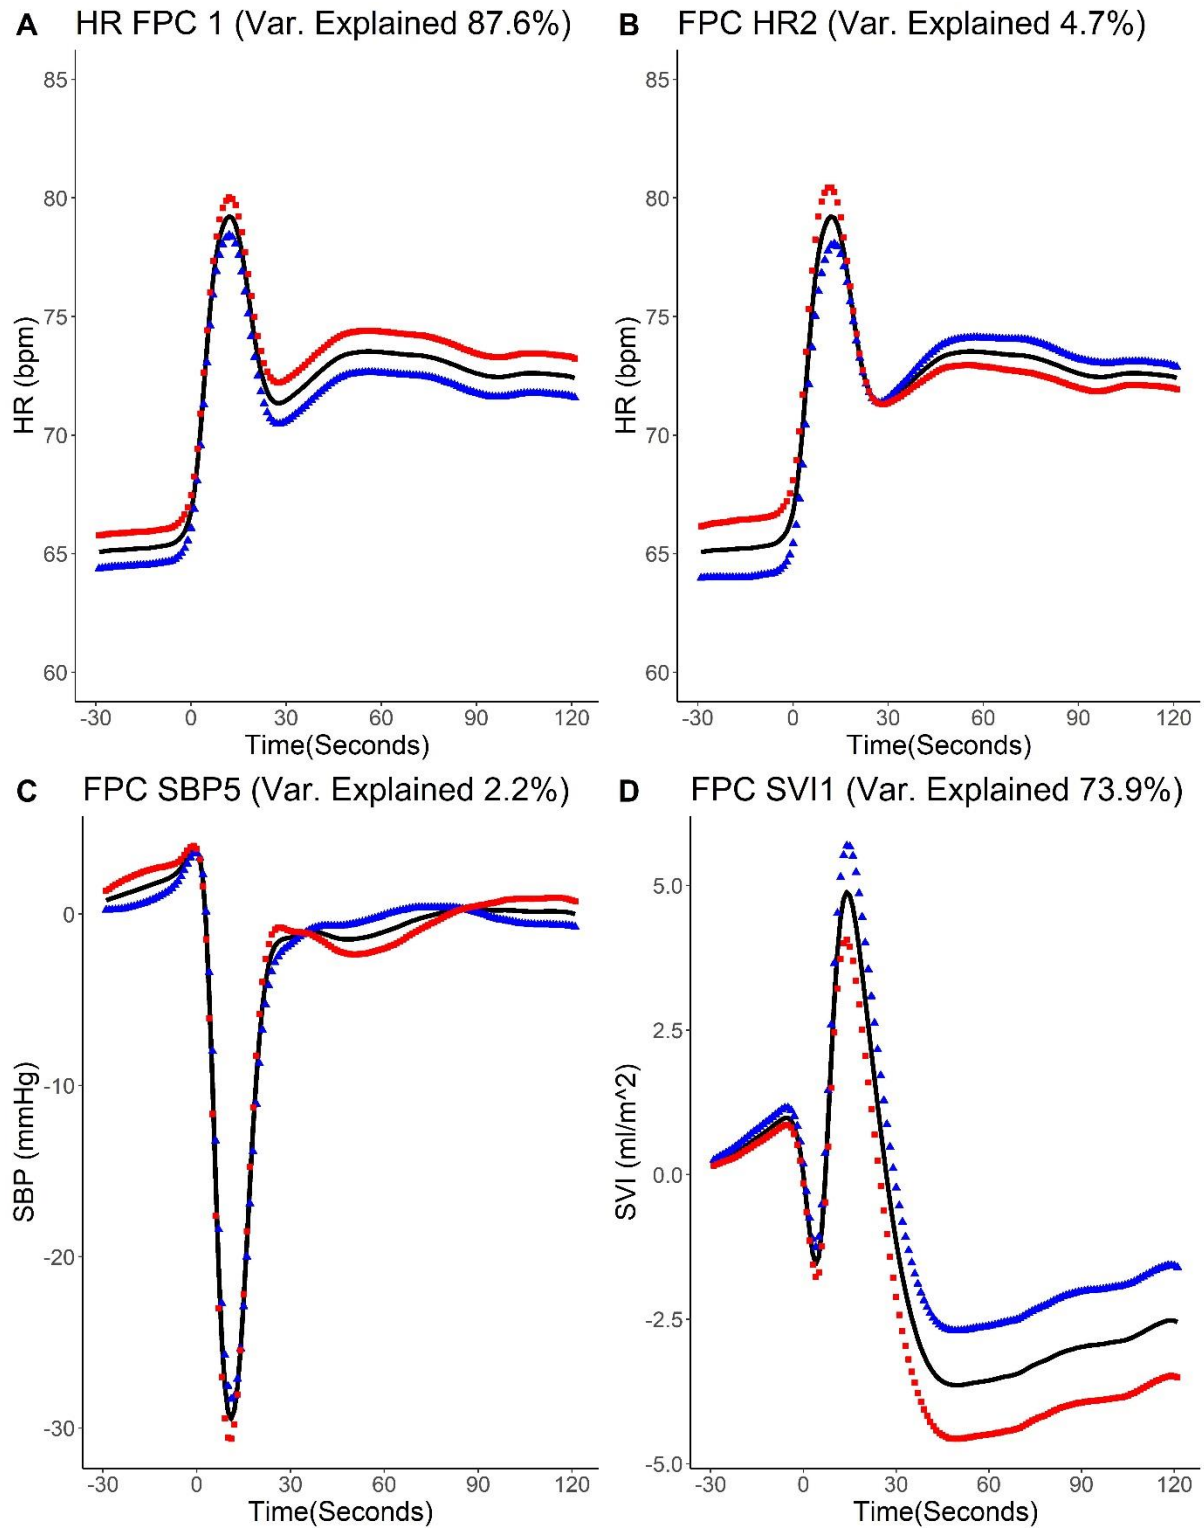 A HR FPC 1 (Var. Explained 87.6%)
85
80
75
70
65
60
HR (bpm)
-30 0 30 60 90 120
Time(Seconds)
B FPC HR2 (Var. Explained 4.7%)
85
80
75
70
65
60
HR (bpm)
-30 0 30 60 90 120
Time(Seconds)
C FPC SBP5 (Var. Explained 2.2%)
0
-10
-20
-30
SBP (mmHg)
-30 0 30 60 90 120
Time(Seconds)
D FPC SVI1 (Var. Explained 73.9%)
5.0
2.5
0.0
-2.5
-5.0
SVI (ml/m^2)
-30 0 30 60 90 120
Time(Seconds)